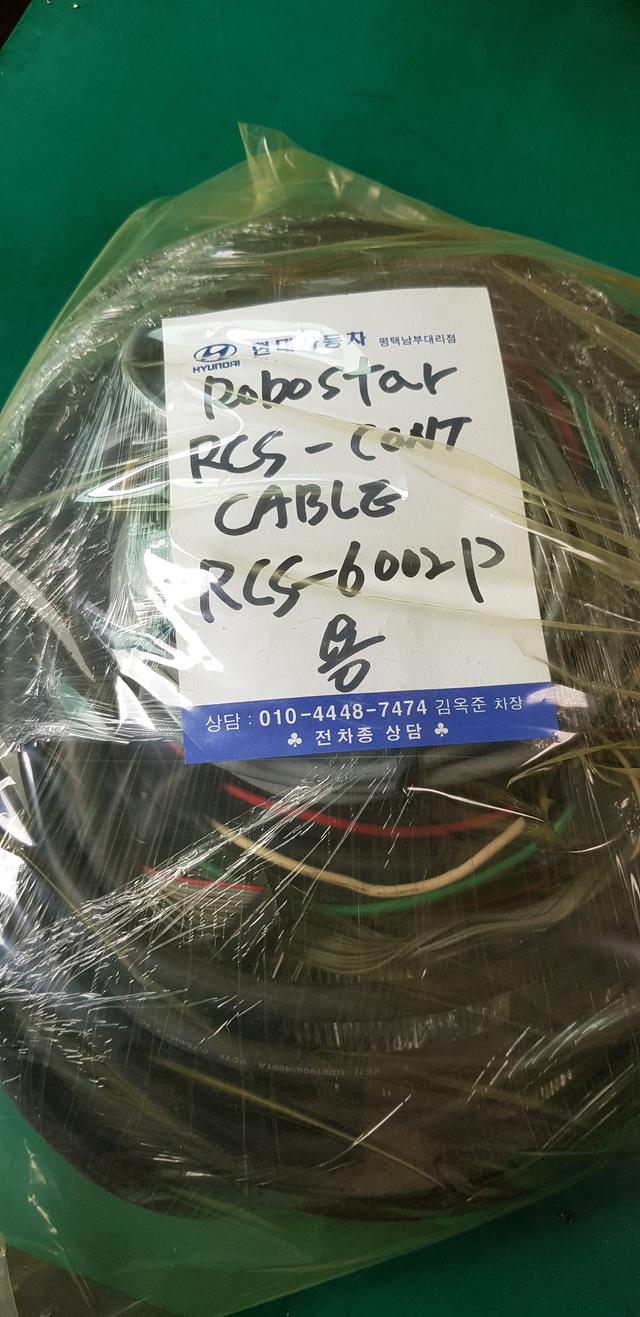 HYUNDAI
현대자동차 평택남부대리점
Robostar
RCS-CONT
CABLE
RCS-6002P
용
상담 : 010-4448-7474 김옥준 차장
♣ 전차종 상담 ♣
VCTF